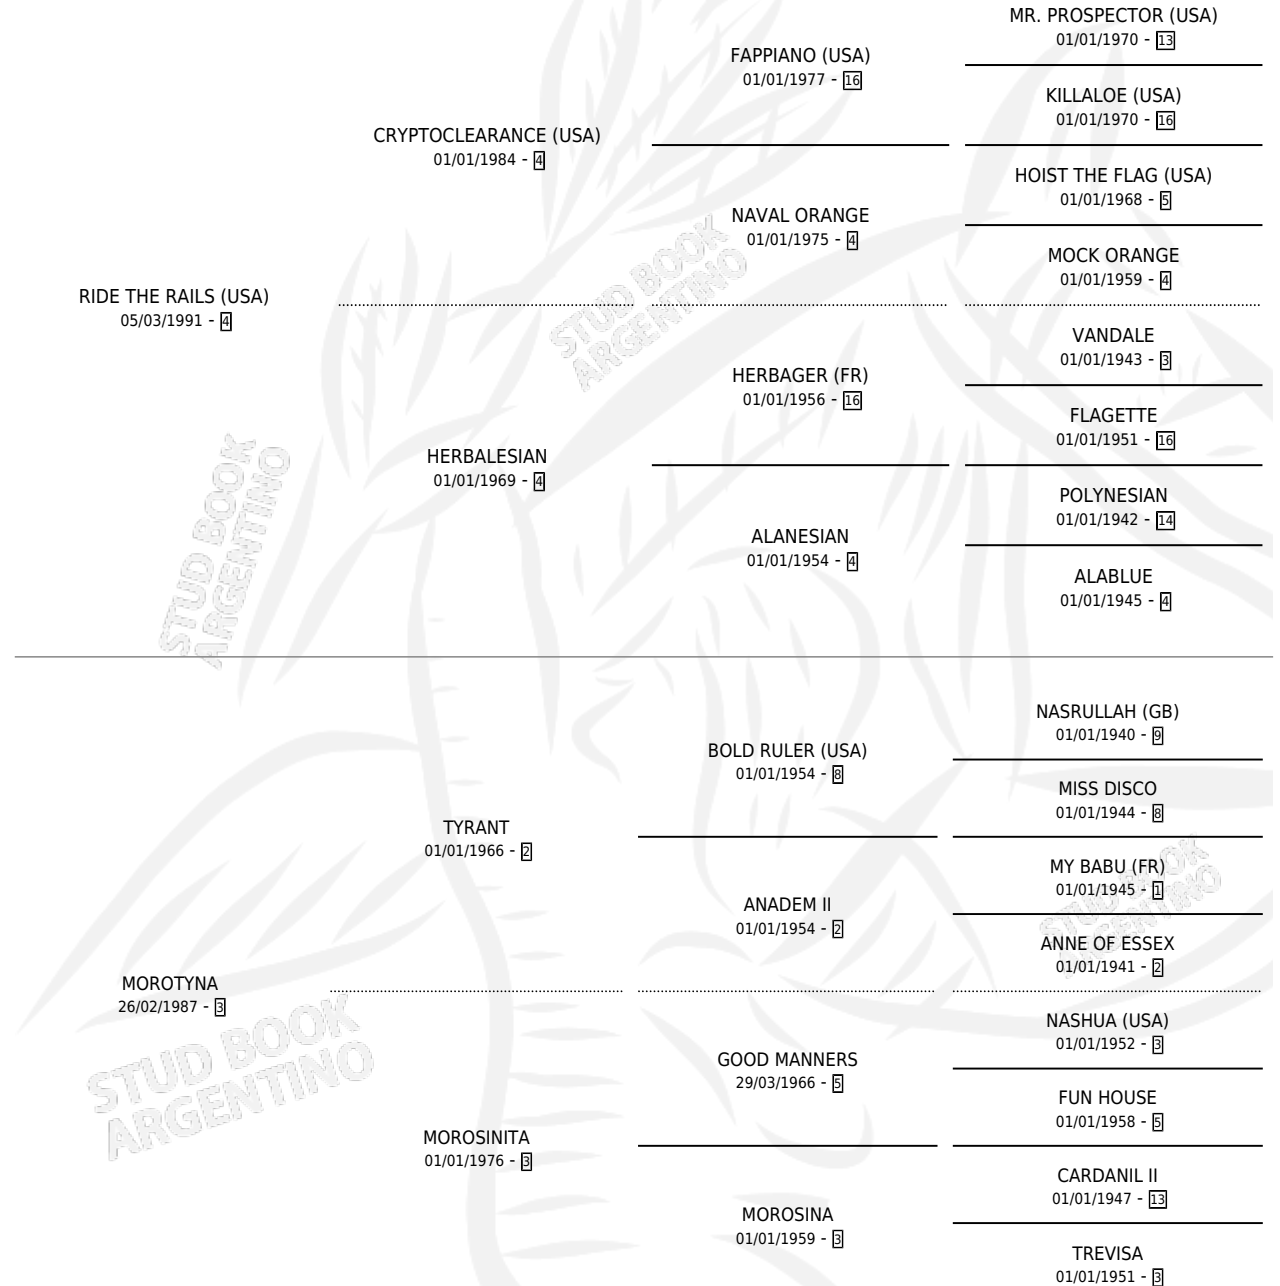 MR. PROSPECTOR (USA)
01/01/1970 - 13
FAPPIANO (USA)
01/01/1977 - 16
KILLALOE (USA)
01/01/1970 - 16
CRYPTOCLEARANCE (USA)
01/01/1984 - 4
HOIST THE FLAG (USA)
01/01/1968 - 5
NAVAL ORANGE
01/01/1975 - 4
MOCK ORANGE
01/01/1959 - 4
RIDE THE RAILS (USA)
05/03/1991 - 4
VANDALE
01/01/1943 - 3
HERBAGER (FR)
01/01/1956 - 16
FLAGETTE
01/01/1951 - 16
HERBALESIAN
01/01/1969 - 4
POLYNESIAN
01/01/1942 - 14
ALANESIAN
01/01/1954 - 4
ALABLUE
01/01/1945 - 4
STUD BOOK
ARGENTINO
STUD BOOK
ARGENTINO
NASRULLAH (GB)
01/01/1940 - 9
BOLD RULER (USA)
01/01/1954 - 8
MISS DISCO
01/01/1944 - 8
TYRANT
01/01/1966 - 2
MY BABU (FR)
01/01/1945 - 1
ANADEM II
01/01/1954 - 2
ANNE OF ESSEX
01/01/1941 - 2
MOROTYNA
26/02/1987 - 3
NASHUA (USA)
01/01/1952 - 3
GOOD MANNERS
29/03/1966 - 5
FUN HOUSE
01/01/1958 - 5
MOROSINITA
01/01/1976 - 3
CARDANIL II
01/01/1947 - 13
MOROSINA
01/01/1959 - 3
TREVISA
01/01/1951 - 3
STUD BOOK
ARGENTINO
STUD BOOK
ARGENTINO